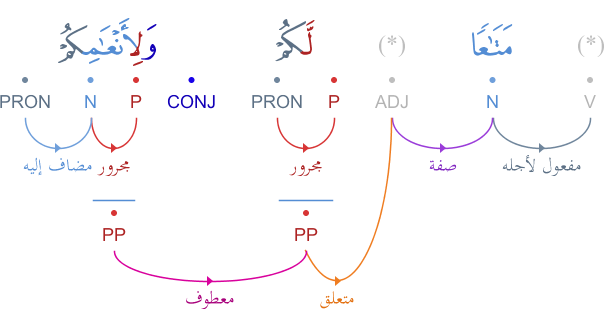 (*) مَتَـٰعًا (*) لَّكُمْ وَلِأَنْعَـٰمِكُمْ
V N ADJ P PRON CONJ P N PRON
مفعول لأجله صفة مجرور مجرور مضاف إليه
PP PP
متعلق معطوف